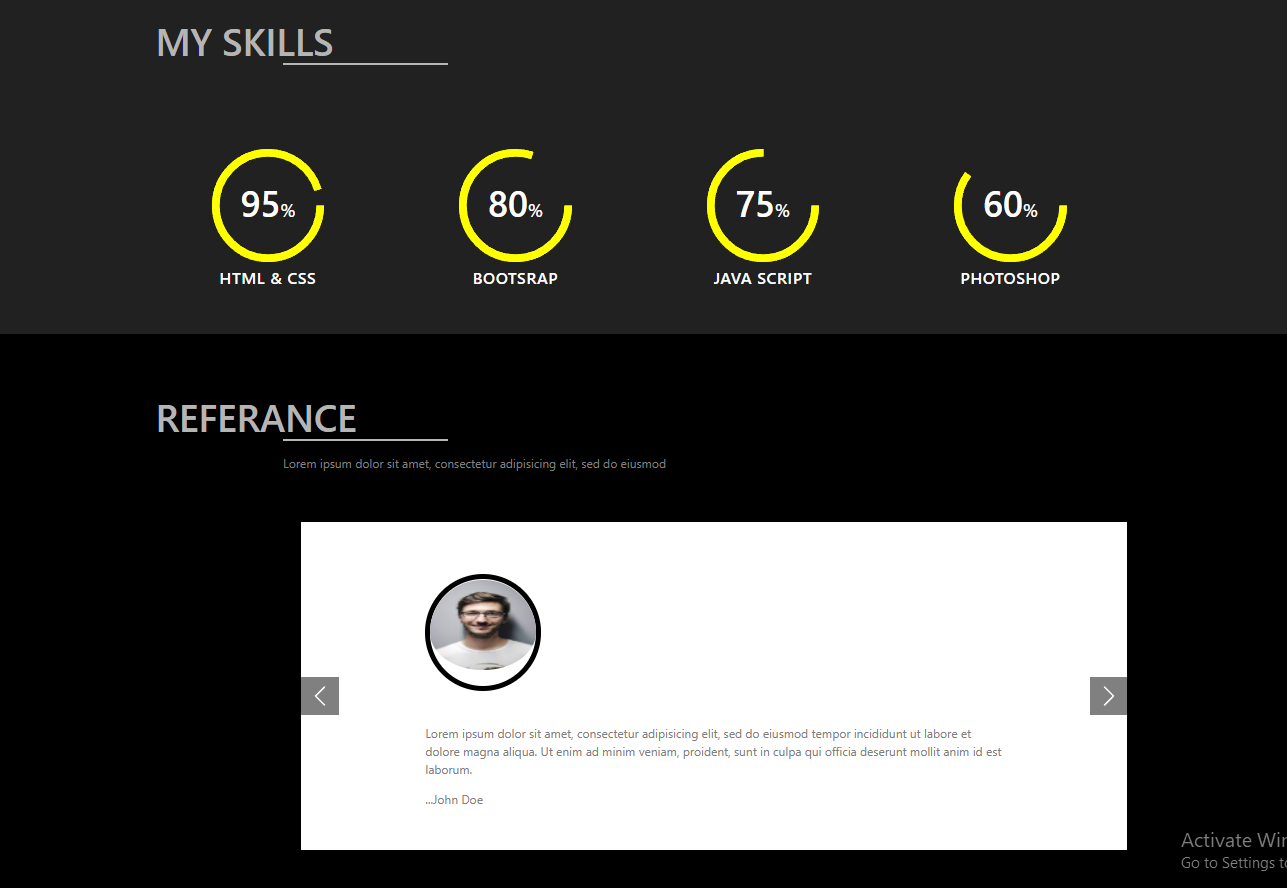 MY SKILLS
95% 80% 75% 60%
HTML & CSS BOOTSRAP JAVA SCRIPT PHOTOSHOP
REFERANCE
Lorem ipsum dolor sit amet, consectetur adipisicing elit, sed do eiusmod
Lorem ipsum dolor sit amet, consectetur adipisicing elit, sed do eiusmod tempor incididunt ut labore et
dolore magna aliqua. Ut enim ad minim veniam, proident, sunt in culpa qui officia deserunt mollit anim id est
laborum.
...John Doe
Activate
Go to Settings